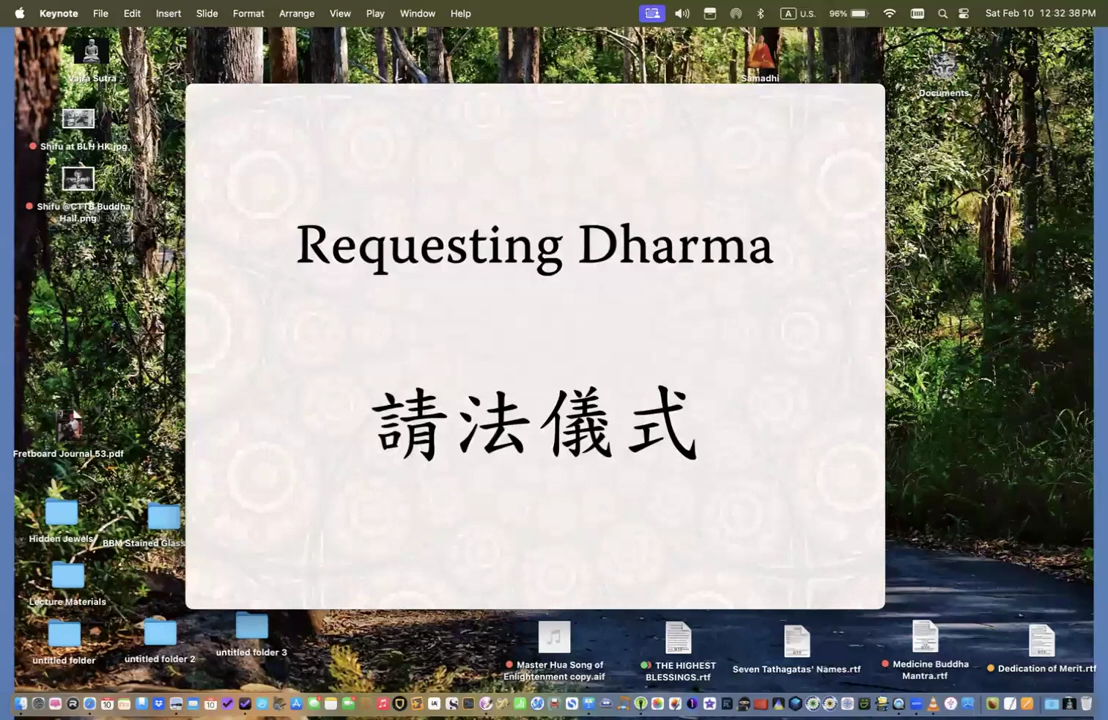 Keynote File Edit Insert Slide Format Arrange View Play Window Help A U.S. 96% Sat Feb 10 12:32:38 PM
Vajra Sutra
Samadhi
Documents
Shifu at BLH HK.jpg
Shifu @CTTB Buddha
Hall.png
Requesting Dharma
請法儀式
Fretboard Journal 53.pdf
Hidden Jewels
BBM Stained Glass
Lecture Materials
untitled folder
untitled folder 2
untitled folder 3
Master Hua Song of
Enlightenment copy.aif
THE HIGHEST
BLESSINGS.rtf
Seven Tathagatas' Names.rtf
Medicine Buddha
Mantra.rtf
Dedication of Merit.rtf